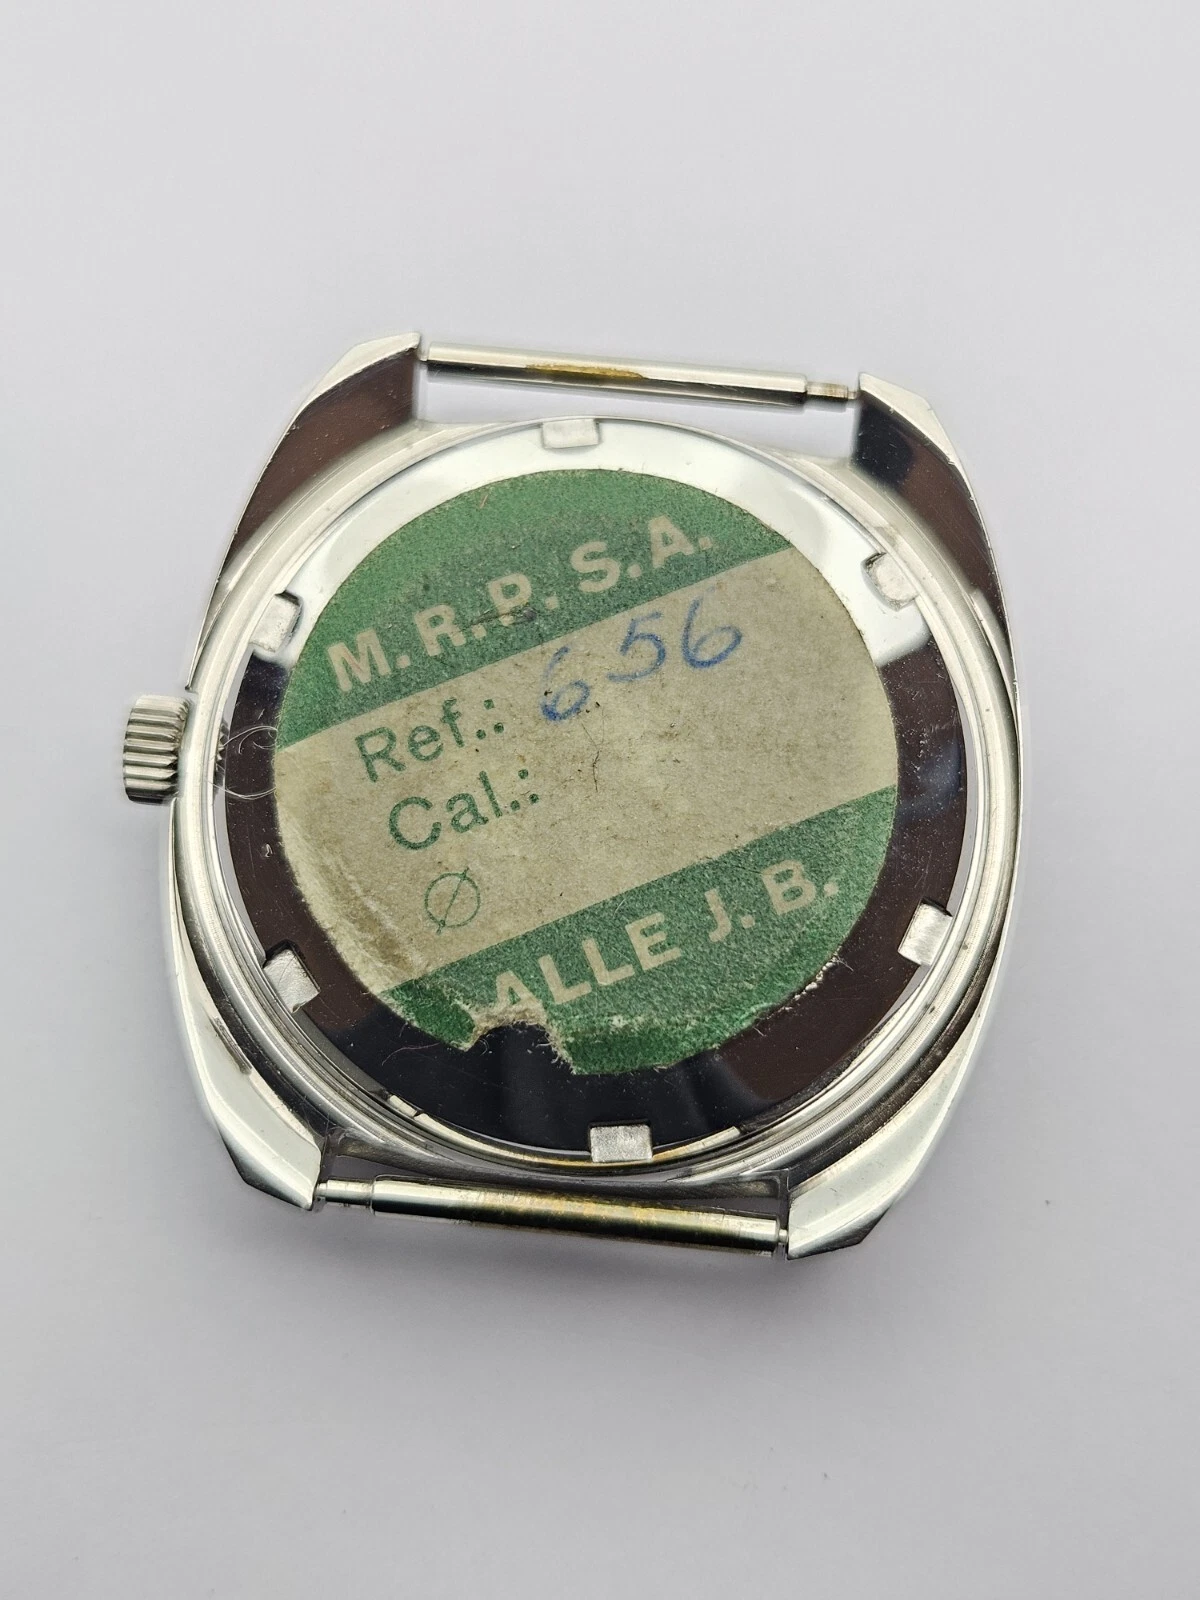 M. R. P. S. A.
Ref.: 656
Cal.:
Ø
ALLE J. B.